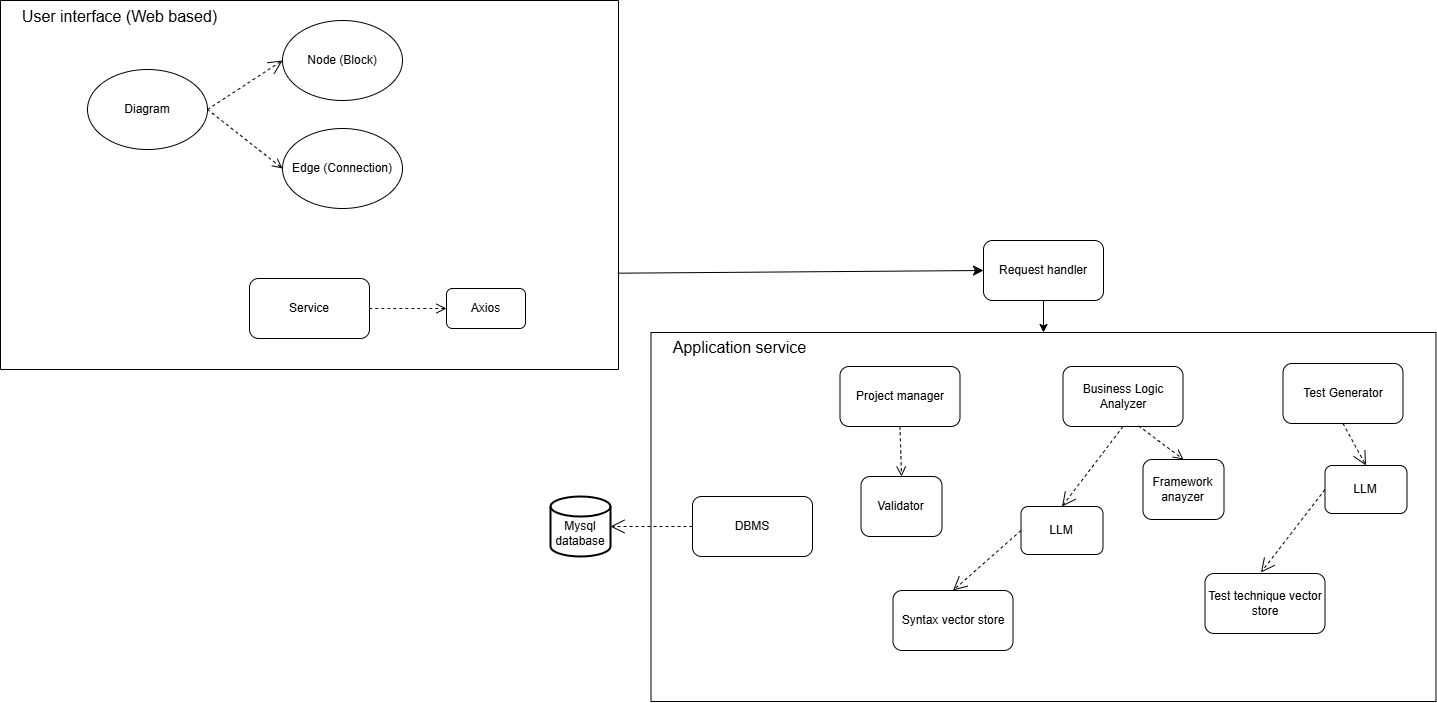 User interface (Web based)
Node (Block)
Diagram
Edge (Connection)
Service
Axios
Request handler
Application service
Project manager
Business Logic
Analyzer
Test Generator
Validator
Framework
anayzer
LLM
LLM
Mysql
database
DBMS
Syntax vector store
Test technique vector
store